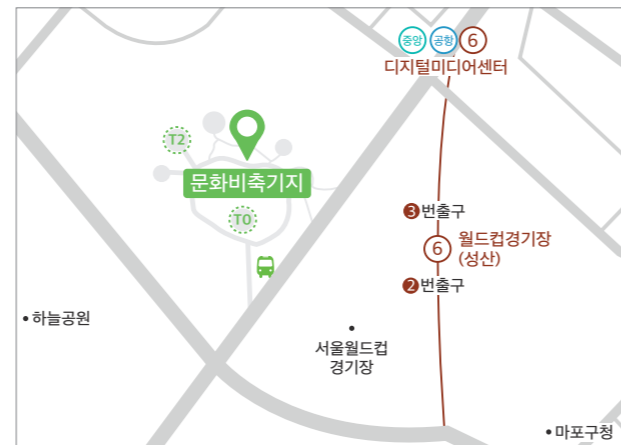 중앙 공항 6
디지털미디어센터
T2
문화비축기지
T0
3번출구
6 월드컵경기장
(성산)
2번출구
하늘공원
서울월드컵
경기장
마포구청